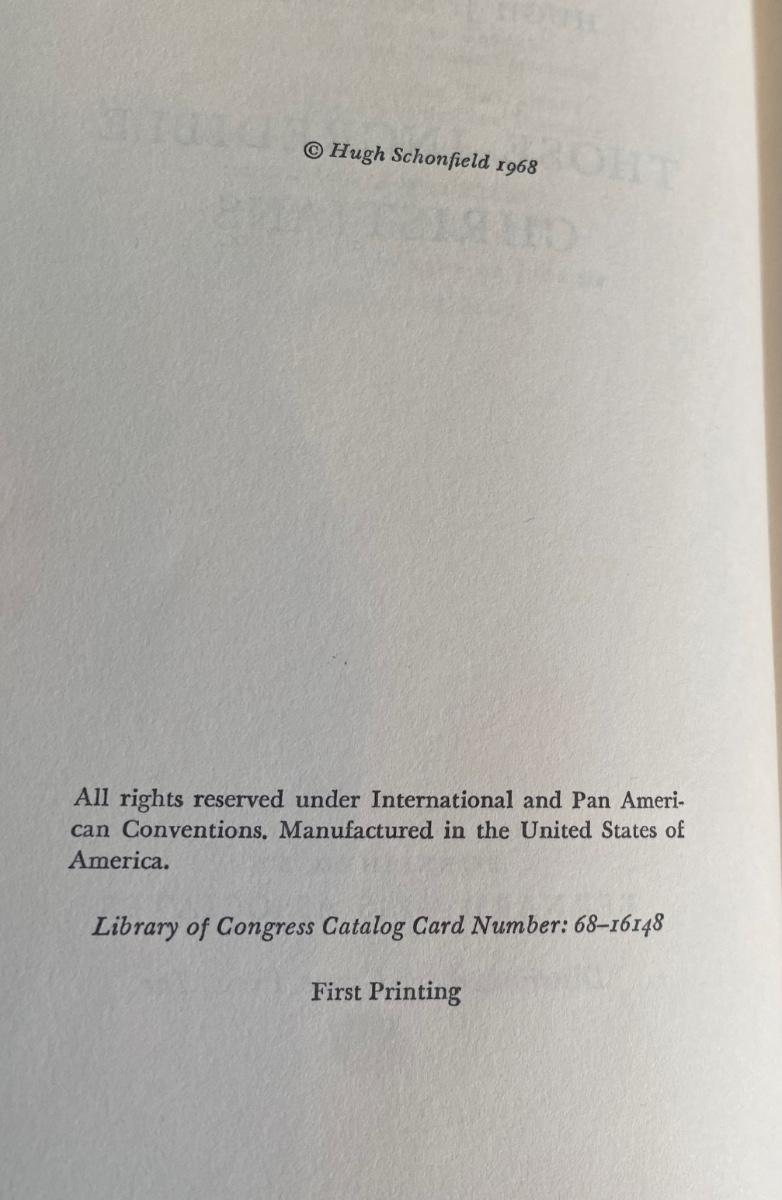 © Hugh Schonfield 1968
All rights reserved under International and Pan Ameri-
can Conventions. Manufactured in the United States of
America.
Library of Congress Catalog Card Number: 68–16148
First Printing